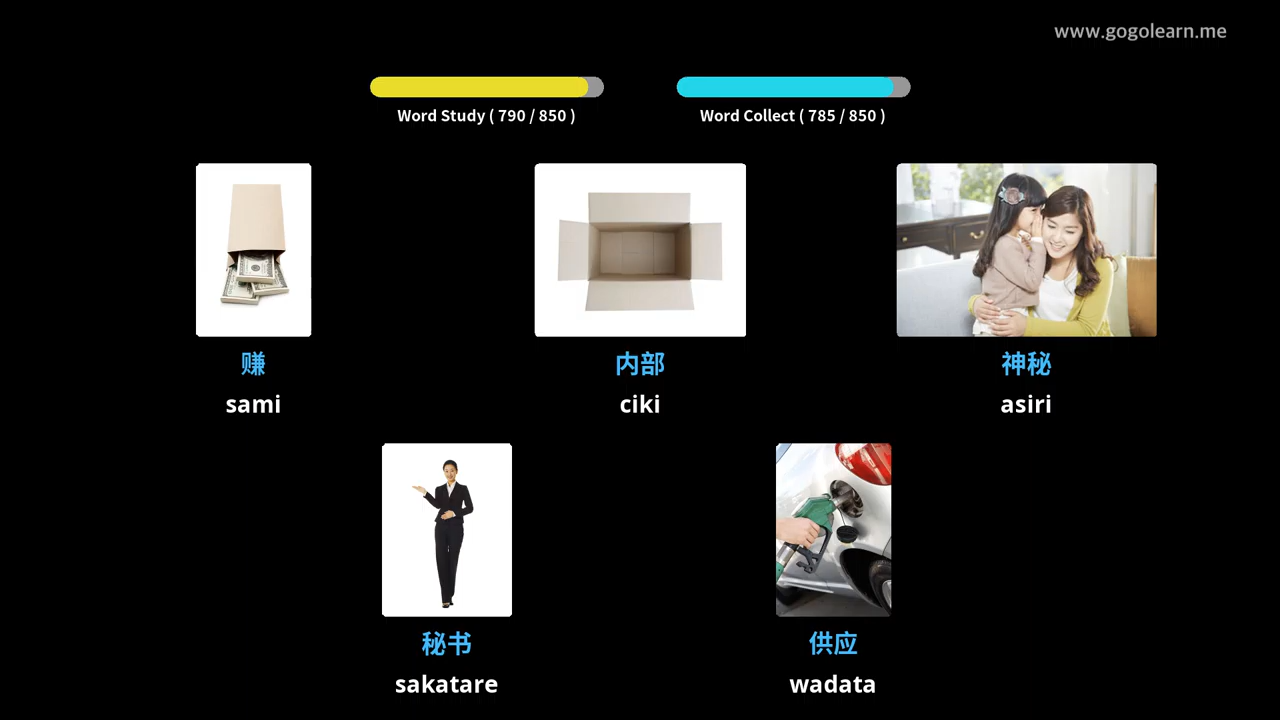 www.gogolearn.me
Word Study ( 790 / 850 )
Word Collect ( 785 / 850 )
赚
sami
内部
ciki
神秘
asiri
秘书
sakatare
供应
wadata